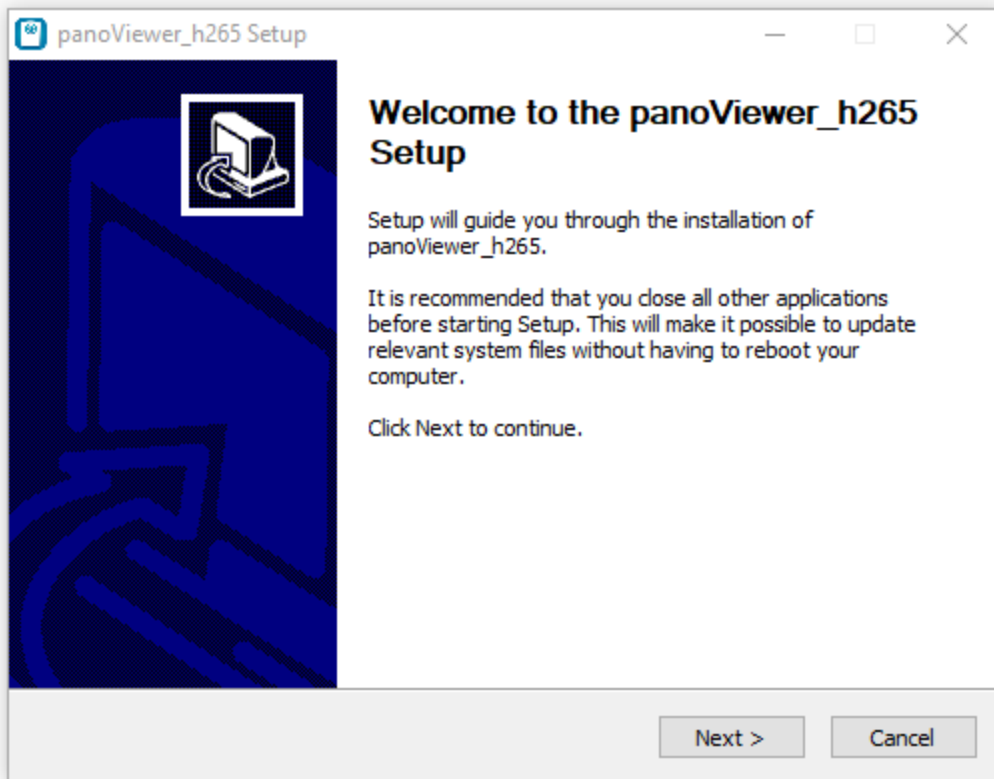 panoViewer_h265 Setup
Welcome to the panoViewer_h265
Setup
Setup will guide you through the installation of
panoViewer_h265.
It is recommended that you close all other applications
before starting Setup. This will make it possible to update
relevant system files without having to reboot your
computer.
Click Next to continue.
Next >
Cancel